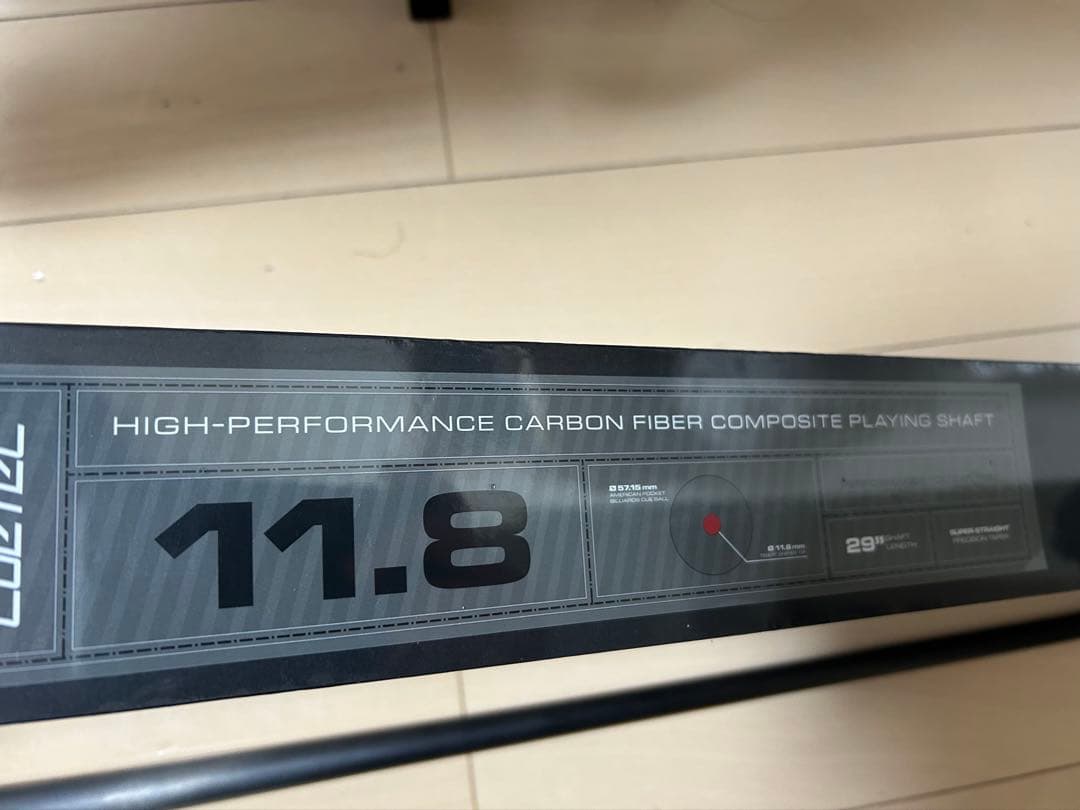 HIGH-PERFORMANCE CARBON FIBER COMPOSITE PLAYING SHAFT
11.8
Ø 57.15 mm
AMERICAN POCKET
BILLIARDS CUE BALL
Ø 11.8 mm
29" SHAFT
LENGTH
SUPER-STRAIGHT
PRECISION TAPER